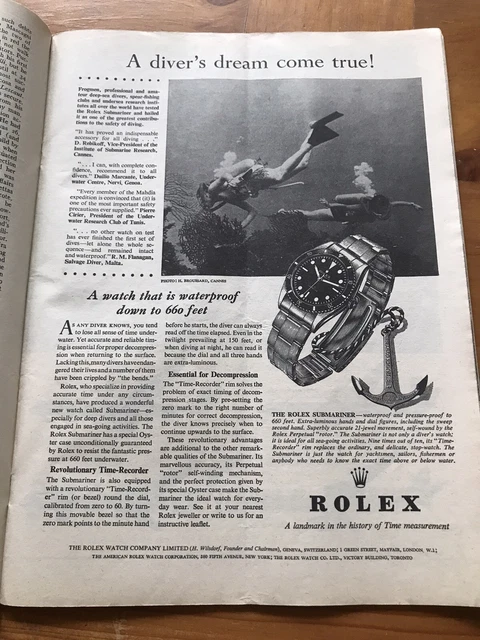 A diver's dream come true!
Frogmen, professional and ama-
teur deep-sea divers, spear-fishing
clubs and undersea research insti-
tutes all over the world have tested
the Rolex Submariner and hailed
it as one of the greatest contribu-
tions to the safety of diving.
"It has proved an indispensable
accessory for all diving ...."
D. Rebikoff, Vice-President of the
Institute of Submarine Research,
Cannes.
". . . I can, with complete con-
fidence, recommend it to all
divers." Duilio Marcante, Under-
water Centre, Nervi, Genoa.
"Every member of the Mahdia
expedition is convinced that (it) is
one of the most important safety
precautions ever supplied." Pierre
President of the Under-
water Research Club of Tunis.
". . . no other watch on test
has ever finished the first set of
dives—let alone the whole se-
quence—and remained intact
and waterproof." R. M. Flanagan,
Salvage Diver, Malta.
PHOTO: H. BROUSSARD, CANNES
A watch that is waterproof
down to 660 feet
AS ANY DIVER KNOWS, you tend
to lose all sense of time under-
water. Yet accurate and reliable tim-
ing is essential for proper decompres-
sion when returning to the surface.
Lacking this, many divers have endan-
gered their lives and a number of them
have been crippled by "the bends."
Rolex, who specialize in providing
accurate time under any circum-
stances, have produced a wonderful
new watch called Submariner—es-
pecially for deep divers and all those
engaged in sea-going activities. The
Rolex Submariner has a special Oys-
ter case unconditionally guaranteed
by Rolex to resist the fantastic pres-
sure at 660 feet underwater.
Revolutionary Time-Recorder
The Submariner is also equipped
with a revolutionary "Time-Record-
er" rim (or bezel) round the dial,
calibrated from zero to 60. By turn-
ing this movable bezel so that the
zero mark points to the minute hand
before he starts, the diver can always
read off the time elapsed. Even in the
twilight prevailing at 150 feet, or
when diving at night, he can read it
because the dial and all three hands
are extra-luminous.
Essential for Decompression
The "Time-Recorder" rim solves the
problem of exact timing of decom-
pression stages. By pre-setting the
zero mark to the right number of
minutes for correct decompression,
the diver knows precisely when to
continue upwards to the surface.
These revolutionary advantages
are additional to the other remark-
able qualities of the Submariner. Its
marvellous accuracy, its Perpetual
"rotor" self-winding mechanism,
and the perfect protection given by
its special Oyster case make the Sub-
mariner the ideal watch for every-
day wear. See it at your nearest
Rolex jeweller or write to us for an
instructive leaflet.
THE ROLEX SUBMARINER—waterproof and pressure-proof to
660 feet. Extra-luminous hands and dial figures, including the sweep
second hand. Superbly accurate 21-jewel movement, self-wound by the
Rolex Perpetual "rotor." The Submariner is not only a diver's watch;
it is ideal for all sea-going activities. Nine times out of ten, its "Time-
Recorder" rim replaces the ordinary, and delicate, stop-watch. The
Submariner is just the watch for yachtsmen, sailors, fishermen or
anybody who needs to know the exact time above or below water.
ROLEX
A landmark in the history of Time measurement
THE ROLEX WATCH COMPANY LIMITED (H. Wilsdorf, Founder and Chairman), GENEVA, SWITZERLAND; 1 GREEN STREET, MAYFAIR, LONDON, W.1;
THE AMERICAN ROLEX WATCH CORPORATION, 580 FIFTH AVENUE, NEW YORK; THE ROLEX WATCH CO. LTD., VICTORY BUILDING, TORONTO